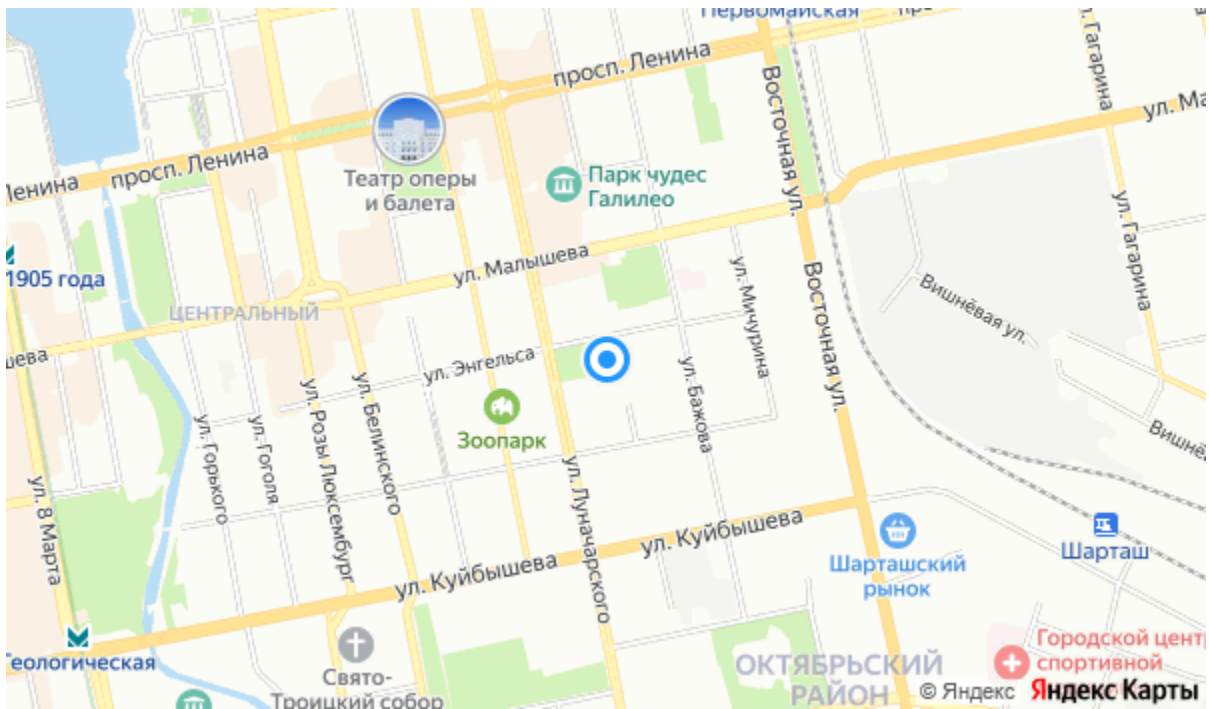 Первомайская
просп. Ленина
ул. Гагарина
ул. Ма
Восточная ул.
Ленина
просп. Ленина
Театр оперы
и балета
Парк чудес
Галилео
ул. Гагарина
1905 года
ул. Малышева
ул. Мичурина
Восточная ул.
Вишнёвая ул.
ЦЕНТРАЛЬНЫЙ
шева
ул. Энгельса
ул. Бажова
Зоопарк
ул. Горького
ул. Гоголя
ул. Розы Люксембург
ул. Белинского
Вишнё
ул. 8 Марта
ул. Луначарского
ул. Куйбышева
Шарташ
Шарташский
рынок
ул. Куйбышева
Геологическая
Свято-
Троицкий собор
ОКТЯБРЬСКИЙ
РАЙОН
Городской центр
спортивной
© Яндекс Яндекс Карты